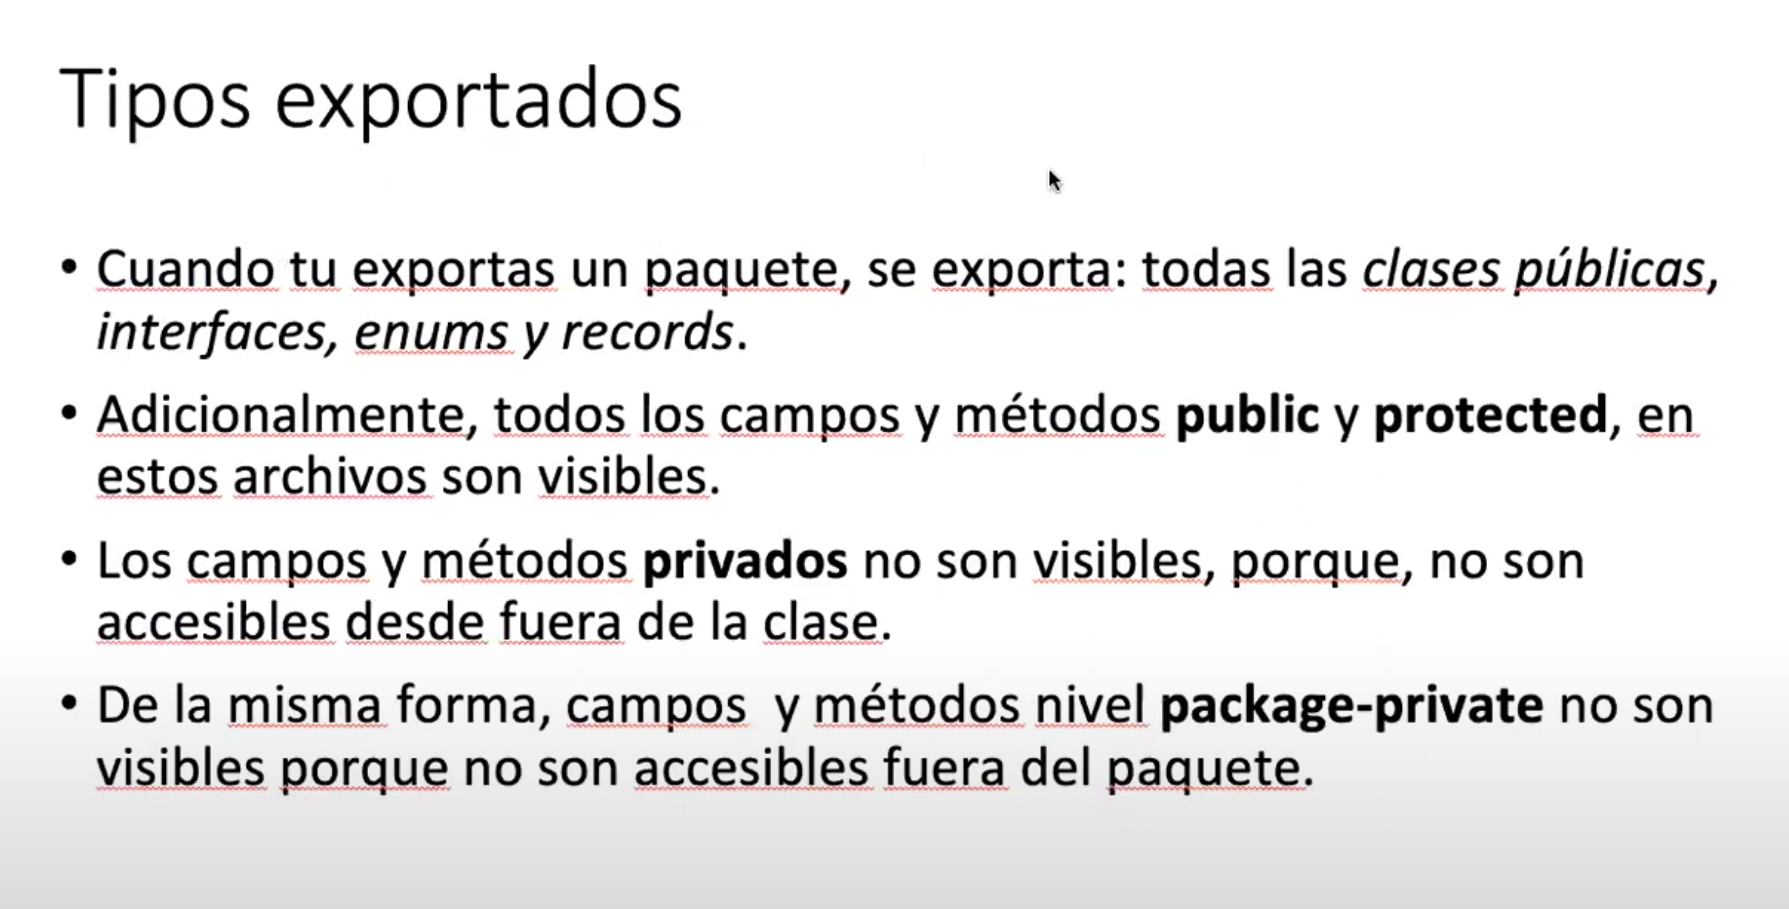 Tipos exportados
• Cuando tu exportas un paquete, se exporta: todas las clases públicas,
interfaces, enums y records.
• Adicionalmente, todos los campos y métodos public y protected, en
estos archivos son visibles.
• Los campos y métodos privados no son visibles, porque, no son
accesibles desde fuera de la clase.
• De la misma forma, campos  y métodos nivel package-private no son
visibles porque no son accesibles fuera del paquete.